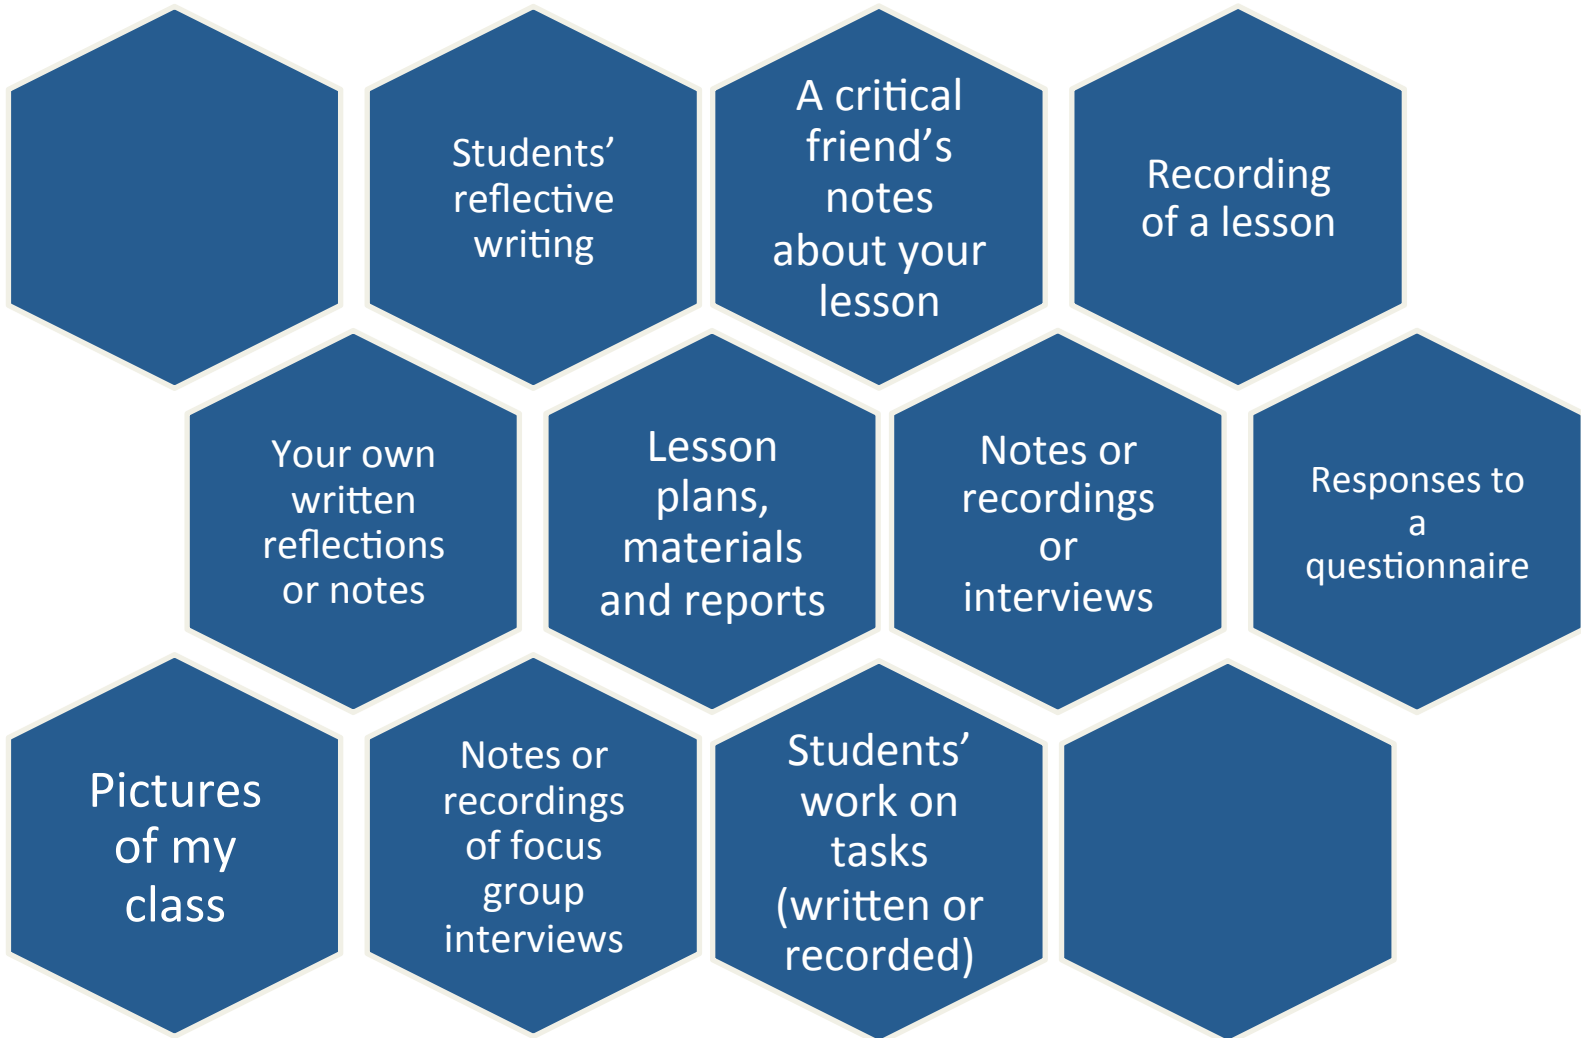 Students’
reflective
writing
A critical
friend’s
notes
about your
lesson
Recording
of a lesson
Your own
written
reflections
or notes
Lesson
plans,
materials
and reports
Notes or
recordings
or
interviews
Responses to
a
questionnaire
Pictures
of my
class
Notes or
recordings
of focus
group
interviews
Students’
work on
tasks
(written or
recorded)